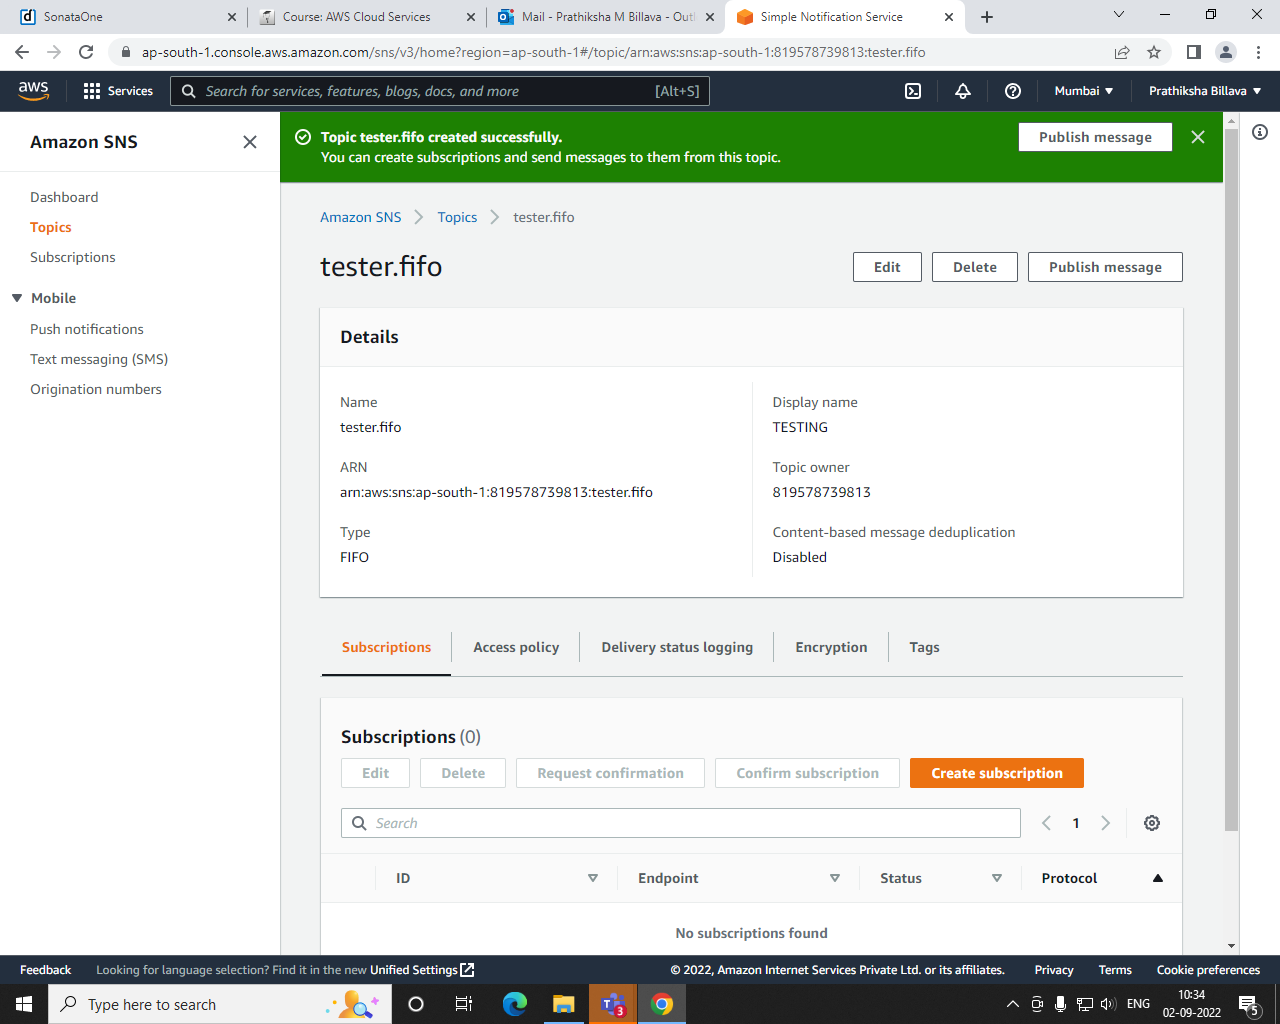 SonataOne
Course: AWS Cloud Services
Mail - Prathiksha M Billava - Outl
Simple Notification Service
ap-south-1.console.aws.amazon.com/sns/v3/home?region=ap-south-1#/topic/arn:aws:sns:ap-south-1:819578739813:tester.fifo
aws
Services
Search for services, features, blogs, docs, and more
[Alt+S]
Mumbai
Prathiksha Billava
Amazon SNS
Dashboard
Topics
Subscriptions
Mobile
Push notifications
Text messaging (SMS)
Origination numbers
Topic tester.fifo created successfully.
You can create subscriptions and send messages to them from this topic.
Publish message
Amazon SNS
Topics
tester.fifo
tester.fifo
Edit
Delete
Publish message
Details
Name
tester.fifo
ARN
arn:aws:sns:ap-south-1:819578739813:tester.fifo
Type
FIFO
Display name
TESTING
Topic owner
819578739813
Content-based message deduplication
Disabled
Subscriptions
Access policy
Delivery status logging
Encryption
Tags
Subscriptions (0)
Edit
Delete
Request confirmation
Confirm subscription
Create subscription
Search
1
ID
Endpoint
Status
Protocol
No subscriptions found
Feedback
Looking for language selection? Find it in the new Unified Settings
© 2022, Amazon Internet Services Private Ltd. or its affiliates.
Privacy
Terms
Cookie preferences
Type here to search
3
ENG
10:34
02-09-2022
5